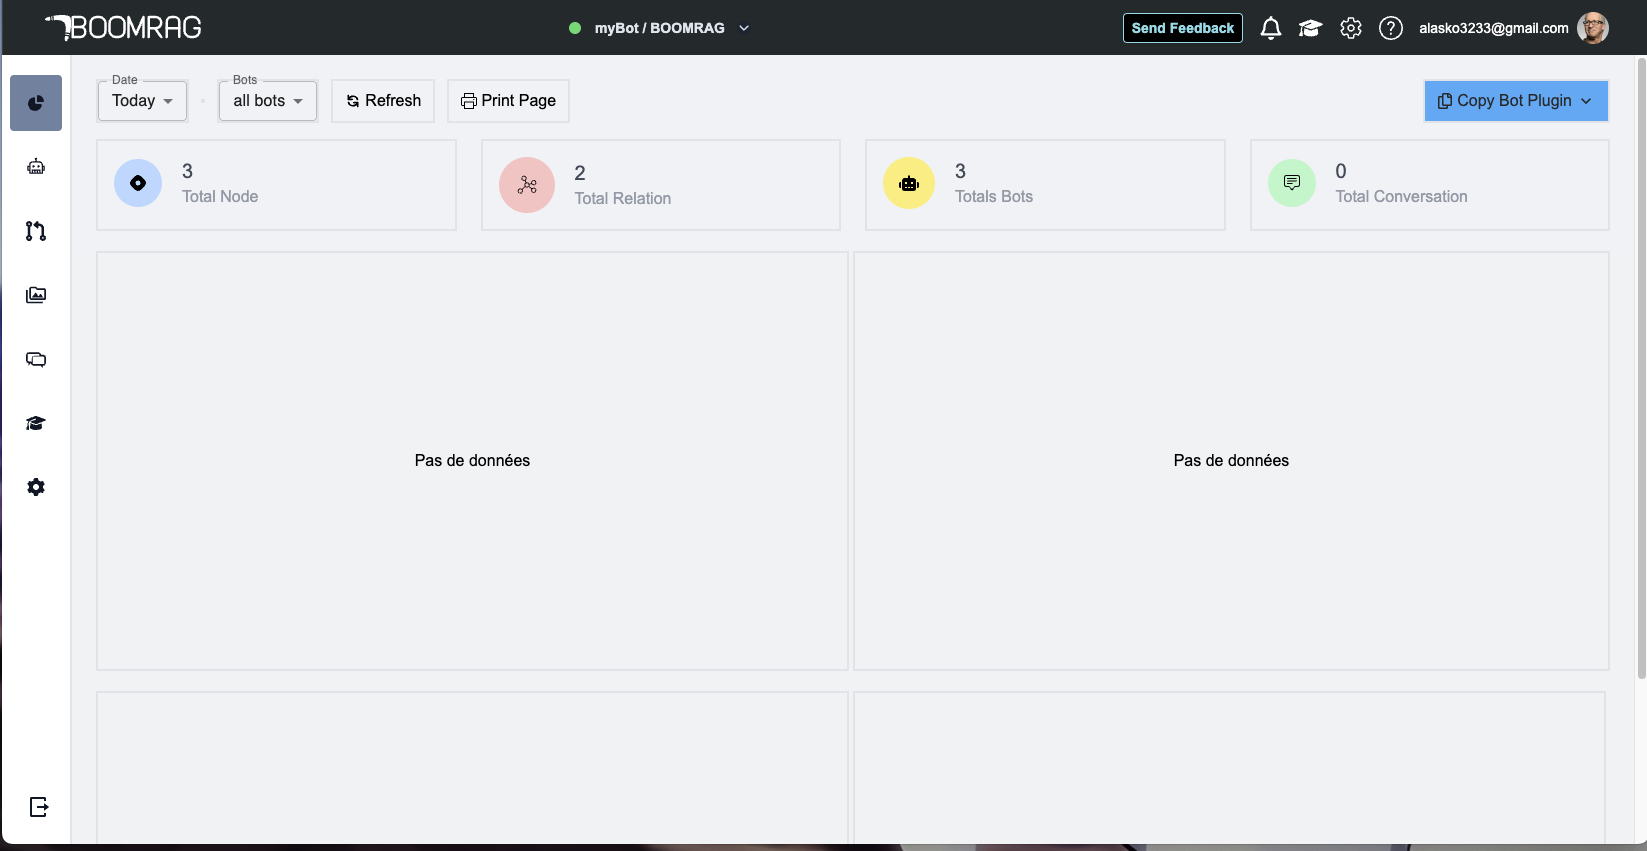 BOOMRAG
myBot / BOOMRAG
Send Feedback
alasko3233@gmail.com
Date
Today
Bots
all bots
Refresh
Print Page
Copy Bot Plugin
3
Total Node
2
Total Relation
3
Totals Bots
0
Total Conversation
Pas de données
Pas de données